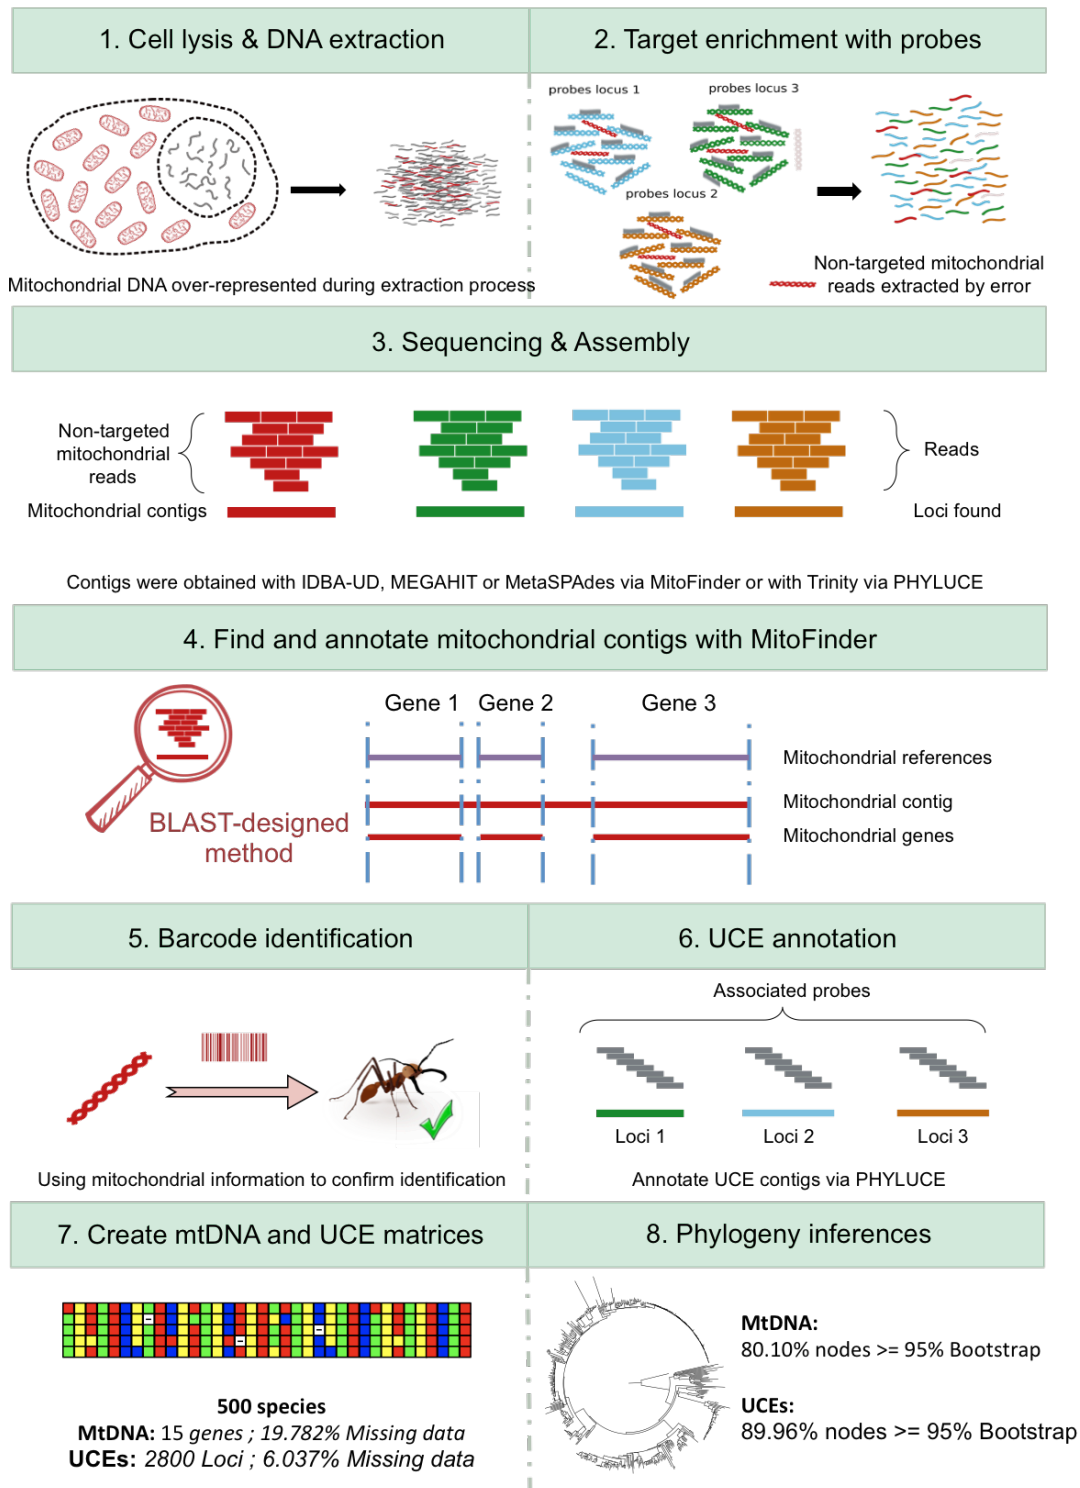 1. Cell lysis & DNA extraction
2. Target enrichment with probes
probes locus 1
probes locus 3
probes locus 2
Mitochondrial DNA over-represented during extraction process
Non-targeted mitochondrial
reads extracted by error
3. Sequencing & Assembly
Non-targeted
mitochondrial
reads
Reads
Mitochondrial contigs
Loci found
Contigs were obtained with IDBA-UD, MEGAHIT or MetaSPAdes via MitoFinder or with Trinity via PHYLUCE
4. Find and annotate mitochondrial contigs with MitoFinder
Gene 1
Gene 2
Gene 3
Mitochondrial references
Mitochondrial contig
Mitochondrial genes
BLAST-designed
method
5. Barcode identification
6. UCE annotation
Associated probes
Loci 1
Loci 2
Loci 3
Using mitochondrial information to confirm identification
Annotate UCE contigs via PHYLUCE
7. Create mtDNA and UCE matrices
8. Phylogeny inferences
500 species
MtDNA: 15 genes ; 19.782% Missing data
UCEs: 2800 Loci ; 6.037% Missing data
MtDNA:
80.10% nodes >= 95% Bootstrap
UCEs:
89.96% nodes >= 95% Bootstrap